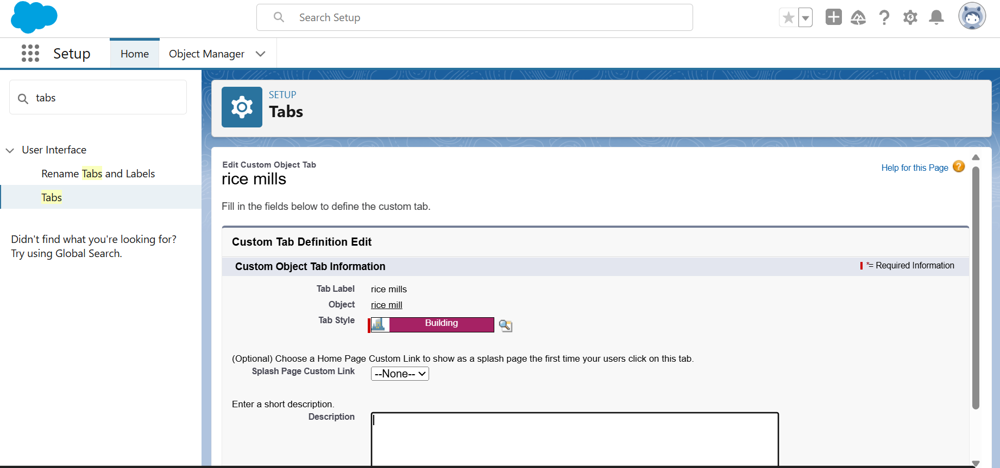 Search Setup
Setup
Home
Object Manager
tabs
User Interface
Rename Tabs and Labels
Tabs
Didn't find what you're looking for?
Try using Global Search.
SETUP
Tabs
Edit Custom Object Tab
rice mills
Help for this Page
Fill in the fields below to define the custom tab.
Custom Tab Definition Edit
Custom Object Tab Information
*= Required Information
Tab Label rice mills
Object rice mill
Tab Style Building
(Optional) Choose a Home Page Custom Link to show as a splash page the first time your users click on this tab.
Splash Page Custom Link --None--
Enter a short description.
Description